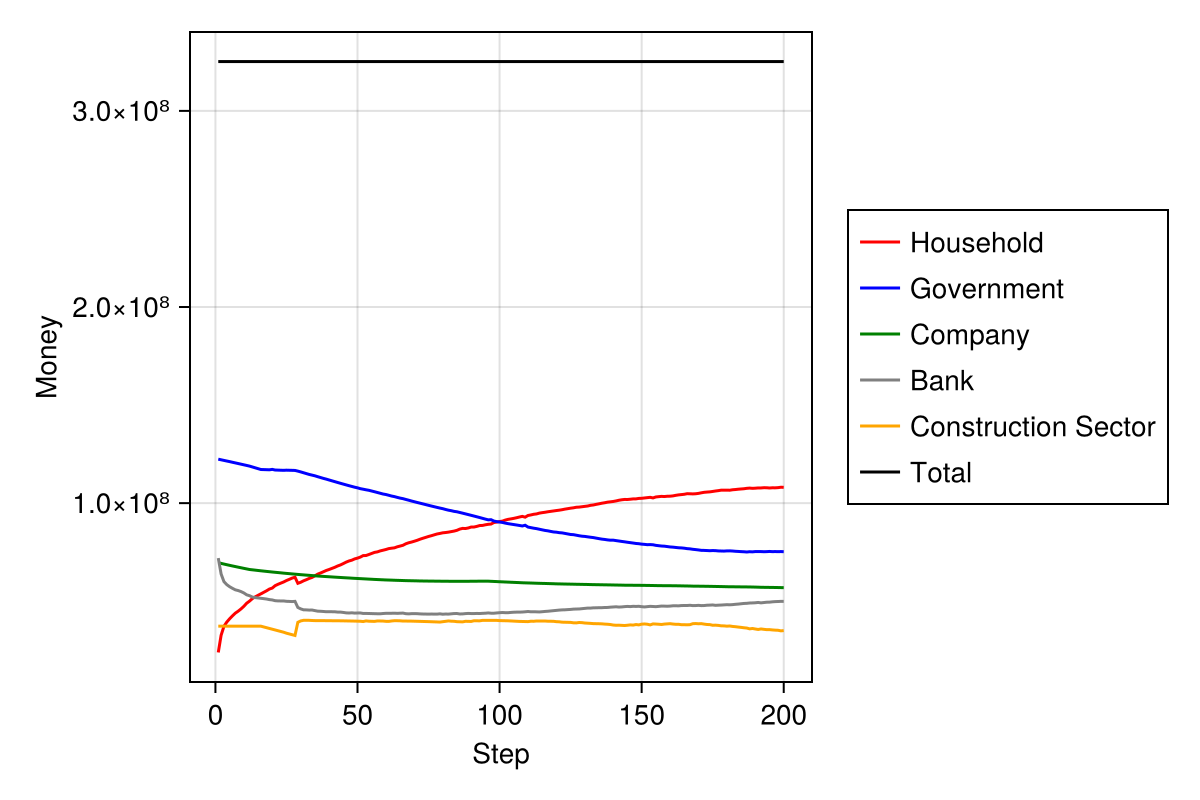 3.0×10⁸
2.0×10⁸
1.0×10⁸
Money
0 50 100 150 200
Step
Household
Government
Company
Bank
Construction Sector
Total